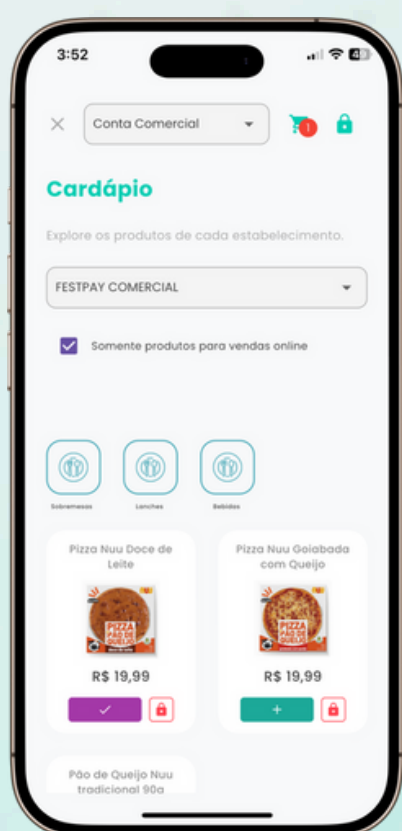 3:52
Conta Comercial
1
Cardápio
Explore os produtos de cada estabelecimento.
FESTPAY COMERCIAL
Somente produtos para vendas online
Sobremesas
Lanches
Bebidas
Pizza Nuu Doce de
Leite
PIZZA
PÃO DE
QUEIJO
R$ 19,99
Pizza Nuu Goiabada
com Queijo
PIZZA
PÃO DE
QUEIJO
R$ 19,99
Pão de Queijo Nuu
tradicional 90g